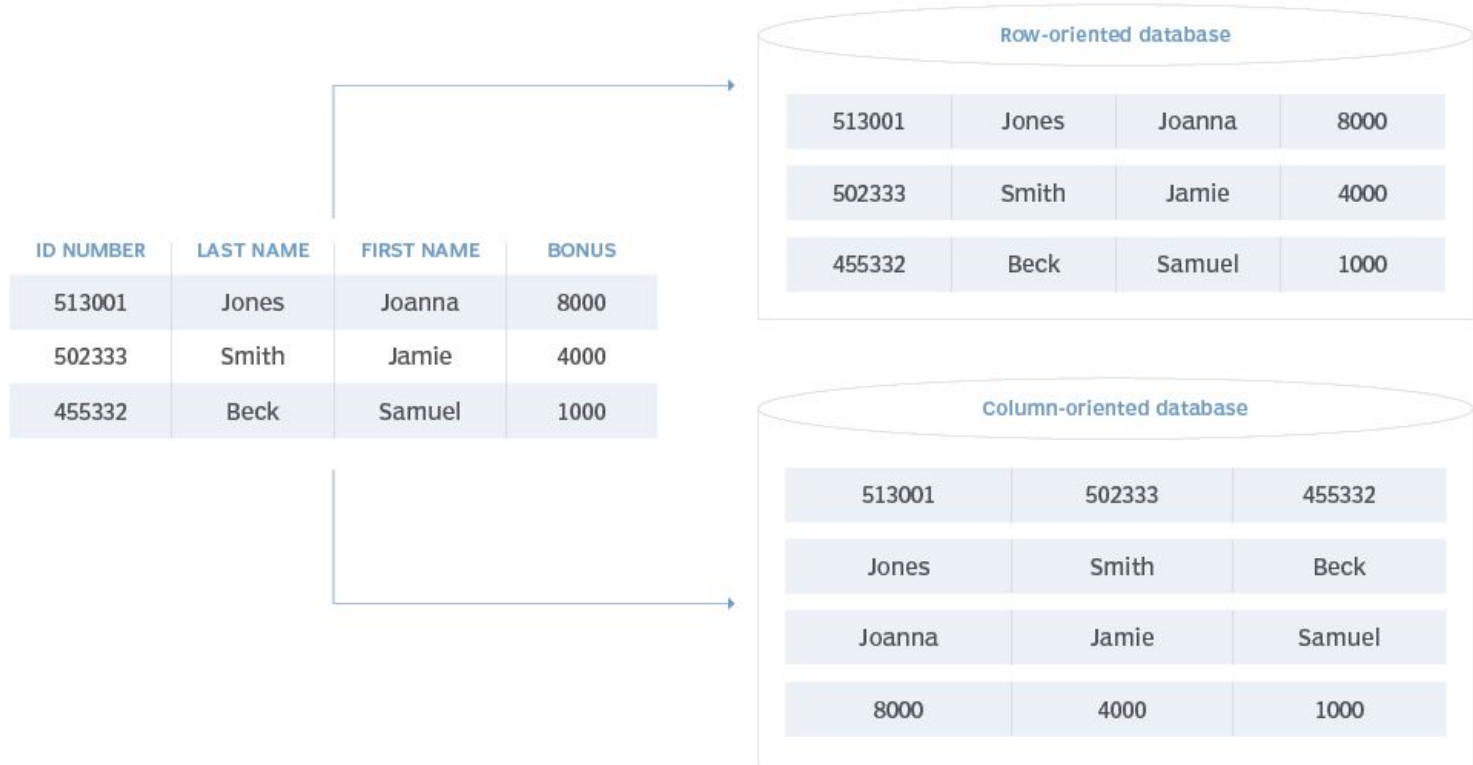 ID NUMBER LAST NAME FIRST NAME BONUS
513001 Jones Joanna 8000
502333 Smith Jamie 4000
455332 Beck Samuel 1000
Row-oriented database
513001 Jones Joanna 8000
502333 Smith Jamie 4000
455332 Beck Samuel 1000
Column-oriented database
513001 502333 455332
Jones Smith Beck
Joanna Jamie Samuel
8000 4000 1000